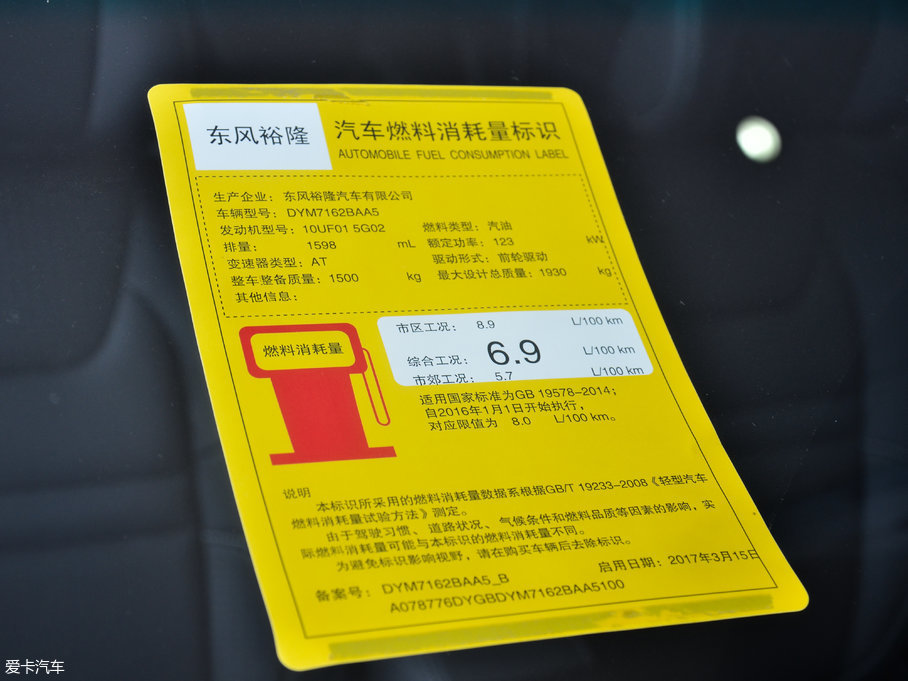 东风裕隆
汽车燃料消耗量标识
AUTOMOBILE FUEL CONSUMPTION LABEL
生产企业：东风裕隆汽车有限公司
车辆型号：DYM7162BAA5
发动机型号：10UF01 5G02 燃料类型：汽油
排量： 1598 mL 额定功率：123 kW
变速器类型：AT 驱动形式：前轮驱动
整车整备质量：1500 kg 最大设计总质量：1930 kg
其他信息：
燃料消耗量
市区工况： 8.9 L/100 km
综合工况： 6.9 L/100 km
市郊工况： 5.7 L/100 km
适用国家标准为GB 19578-2014；
自2016年1月1日开始执行，
对应限值为 8.0 L/100 km。
说明
本标识所采用的燃料消耗量数据系根据GB/T 19233-2008《轻型汽车
燃料消耗量试验方法》测定。
由于驾驶习惯、道路状况、气候条件和燃料品质等因素的影响，实
际燃料消耗量可能与本标识的燃料消耗量不同。
为避免标识影响视野，请在购买车辆后去除标识。
启用日期：2017年3月15日
备案号：DYM7162BAA5_B
A078776DYGBDYM7162BAA5100
爱卡汽车